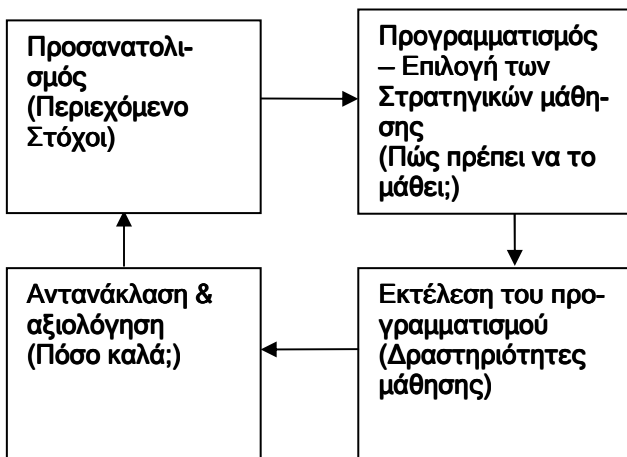 Προσανατολι-
σμός
(Περιεχόμενο
Στόχοι)
Προγραμματισμός
– Επιλογή των
Στρατηγικών μάθη-
σης
(Πώς πρέπει να το
μάθει;)
Αντανάκλαση &
αξιολόγηση
(Πόσο καλά;)
Εκτέλεση του προ-
γραμματισμού
(Δραστηριότητες
μάθησης)